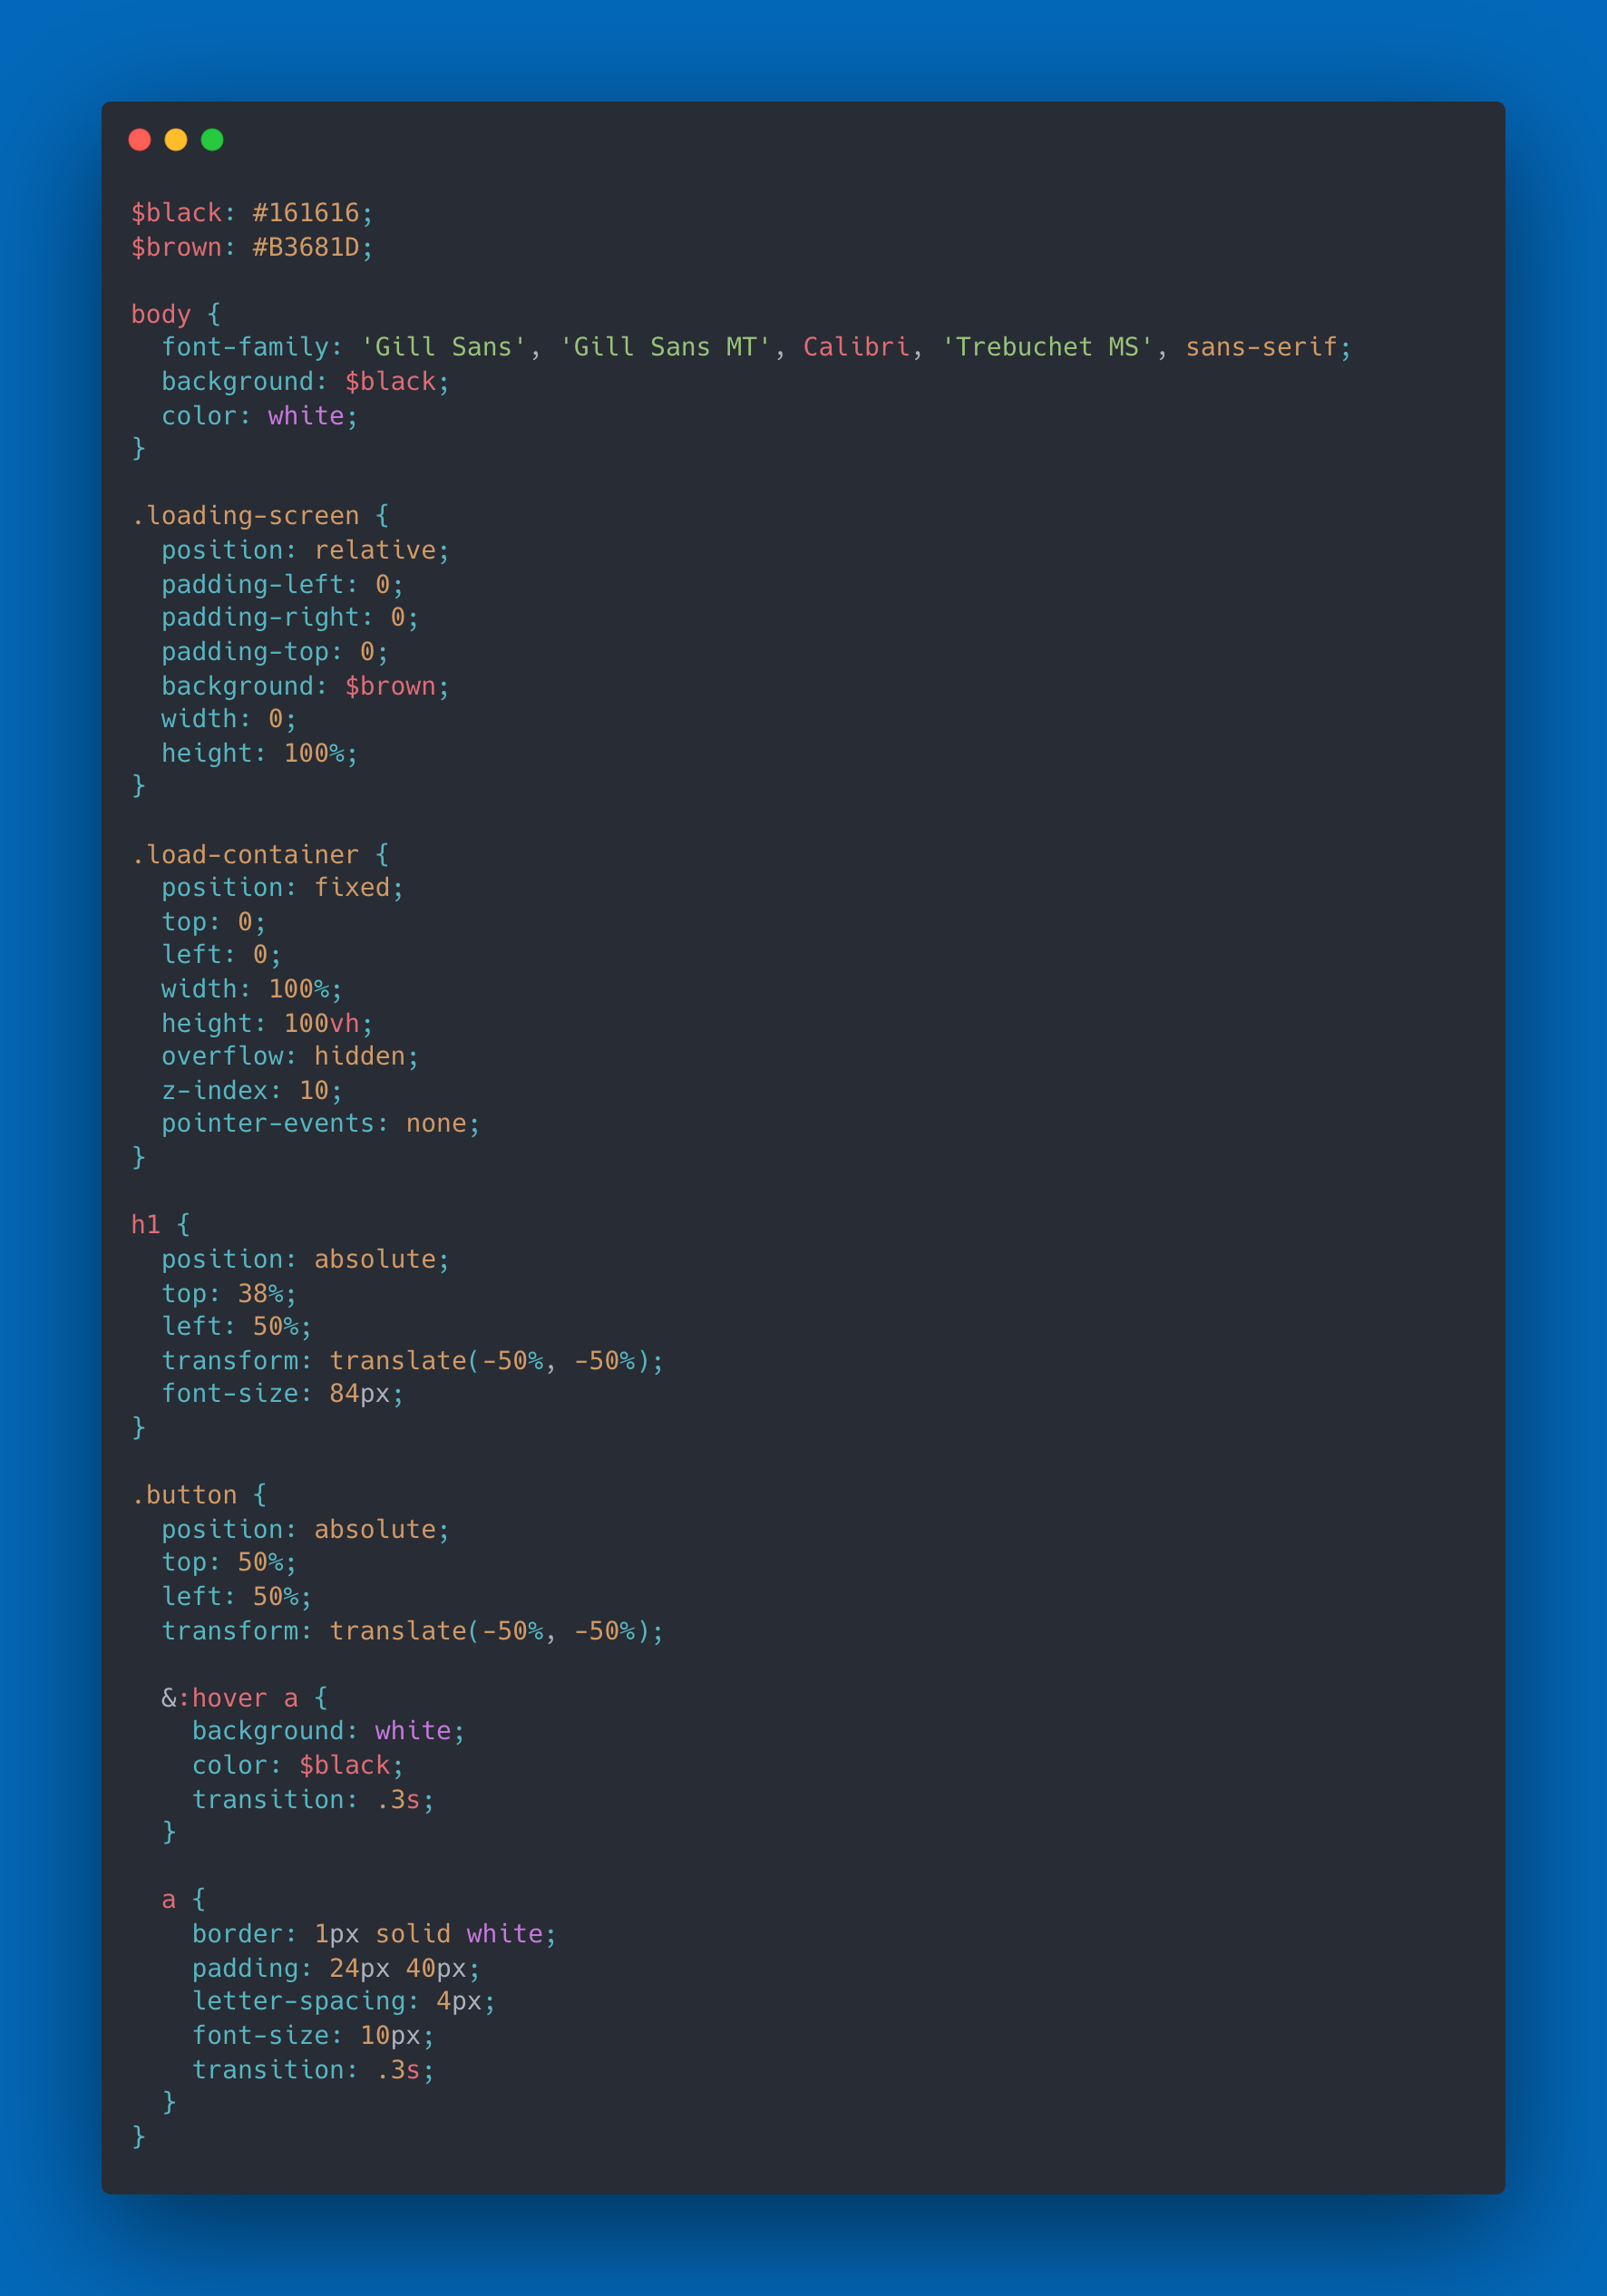 $black: #161616;
$brown: #B3681D;

body {
  font-family: 'Gill Sans', 'Gill Sans MT', Calibri, 'Trebuchet MS', sans-serif;
  background: $black;
  color: white;
}

.loading-screen {
  position: relative;
  padding-left: 0;
  padding-right: 0;
  padding-top: 0;
  background: $brown;
  width: 0;
  height: 100%;
}

.load-container {
  position: fixed;
  top: 0;
  left: 0;
  width: 100%;
  height: 100vh;
  overflow: hidden;
  z-index: 10;
  pointer-events: none;
}

h1 {
  position: absolute;
  top: 38%;
  left: 50%;
  transform: translate(-50%, -50%);
  font-size: 84px;
}

.button {
  position: absolute;
  top: 50%;
  left: 50%;
  transform: translate(-50%, -50%);

  &:hover a {
    background: white;
    color: $black;
    transition: .3s;
  }

  a {
    border: 1px solid white;
    padding: 24px 40px;
    letter-spacing: 4px;
    font-size: 10px;
    transition: .3s;
  }
}